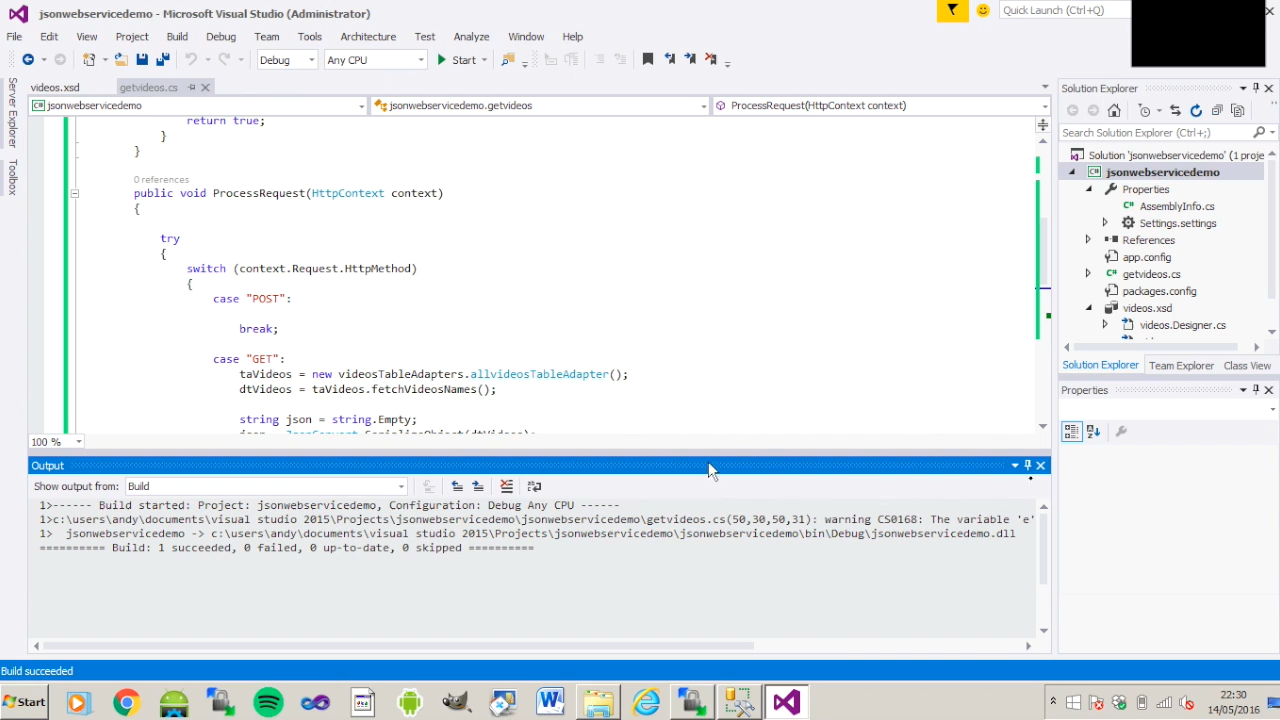 jsonwebservicedemo - Microsoft Visual Studio (Administrator)
Quick Launch (Ctrl+Q)
File Edit View Project Build Debug Team Tools Architecture Test Analyze Window Help
Debug Any CPU Start
Server Explorer
Toolbox
videos.xsd getvideos.cs
jsonwebservicedemo jsonwebservicedemo.getvideos ProcessRequest(HttpContext context)
return true;
}
}
0 references
public void ProcessRequest(HttpContext context)
{
try
{
switch (context.Request.HttpMethod)
{
case "POST":
break;
case "GET":
taVideos = new videosTableAdapters.allvideosTableAdapter();
dtVideos = taVideos.fetchVideosNames();
string json = string.Empty;
json = JsonConvert.SerializeObject(dtVideos);
100 %
Output
Show output from: Build
1>------ Build started: Project: jsonwebservicedemo, Configuration: Debug Any CPU ------
1>c:\users\andy\documents\visual studio 2015\Projects\jsonwebservicedemo\jsonwebservicedemo\getvideos.cs(50,30,50,31): warning CS0168: The variable 'e'
1>  jsonwebservicedemo -> c:\users\andy\documents\visual studio 2015\Projects\jsonwebservicedemo\jsonwebservicedemo\bin\Debug\jsonwebservicedemo.dll
========== Build: 1 succeeded, 0 failed, 0 up-to-date, 0 skipped ==========
Solution Explorer
Search Solution Explorer (Ctrl+;)
Solution 'jsonwebservicedemo' (1 proje
jsonwebservicedemo
Properties
AssemblyInfo.cs
Settings.settings
References
app.config
getvideos.cs
packages.config
videos.xsd
videos.Designer.cs
Solution Explorer Team Explorer Class View
Properties
Build succeeded
Start
22:30
14/05/2016